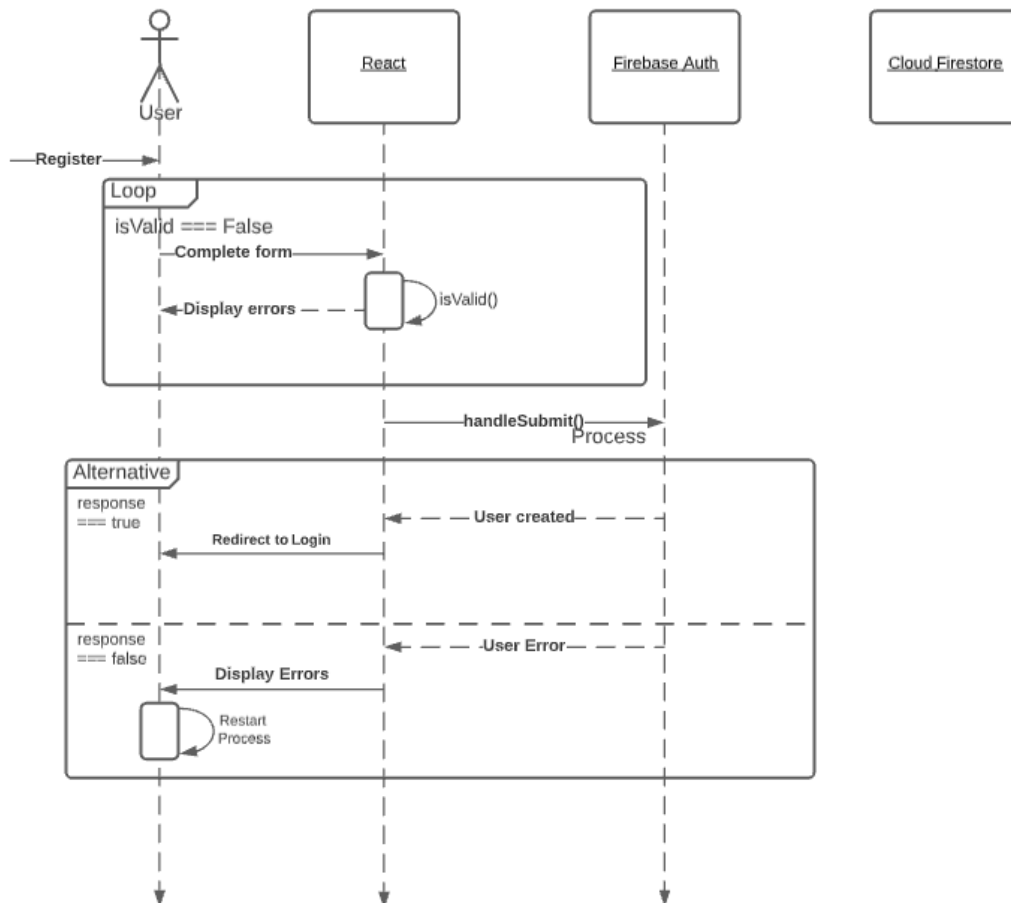 React
Firebase Auth
Cloud Firestore
User
Register
Loop
isValid === False
Complete form
Display errors
isValid()
handleSubmit()
Process
Alternative
response
=== true
User created
Redirect to Login
response
=== false
User Error
Display Errors
Restart
Process